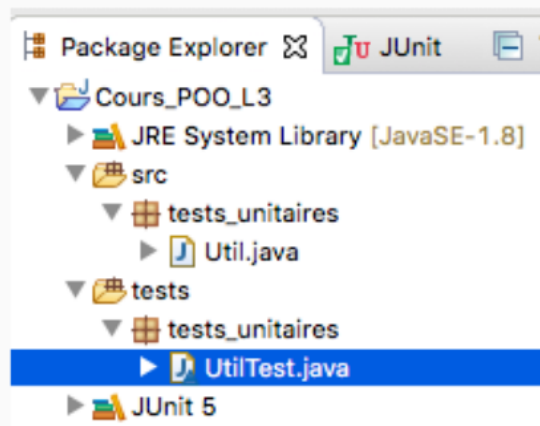 Package Explorer JUnit
Cours_POO_L3
JRE System Library [JavaSE-1.8]
src
tests_unitaires
Util.java
tests
tests_unitaires
UtilTest.java
JUnit 5